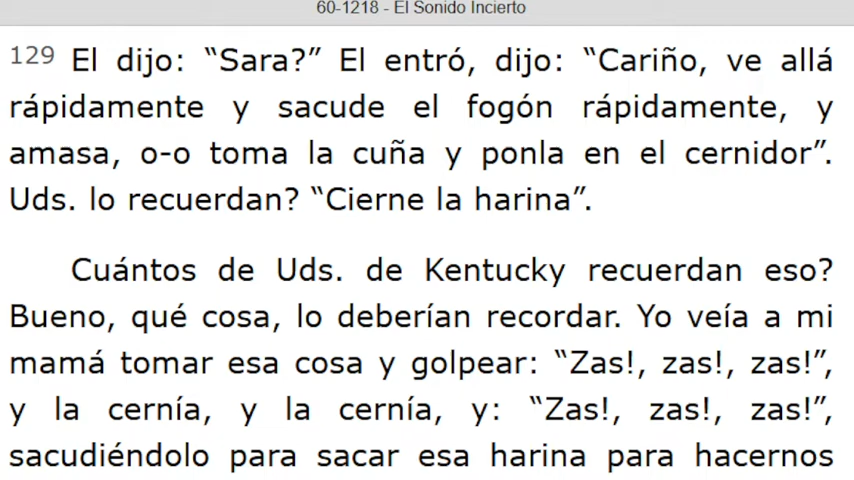 60-1218 - El Sonido Incierto
129 El dijo: “Sara?” El entró, dijo: “Cariño, ve allá
rápidamente y sacude el fogón rápidamente, y
amasa, o-o toma la cuña y ponla en el cernidor”.
Uds. lo recuerdan? “Cierne la harina”.
Cuántos de Uds. de Kentucky recuerdan eso?
Bueno, qué cosa, lo deberían recordar. Yo veía a mi
mamá tomar esa cosa y golpear: “Zas!, zas!, zas!”,
y la cernía, y la cernía, y: “Zas!, zas!, zas!”,
sacudiéndolo para sacar esa harina para hacernos